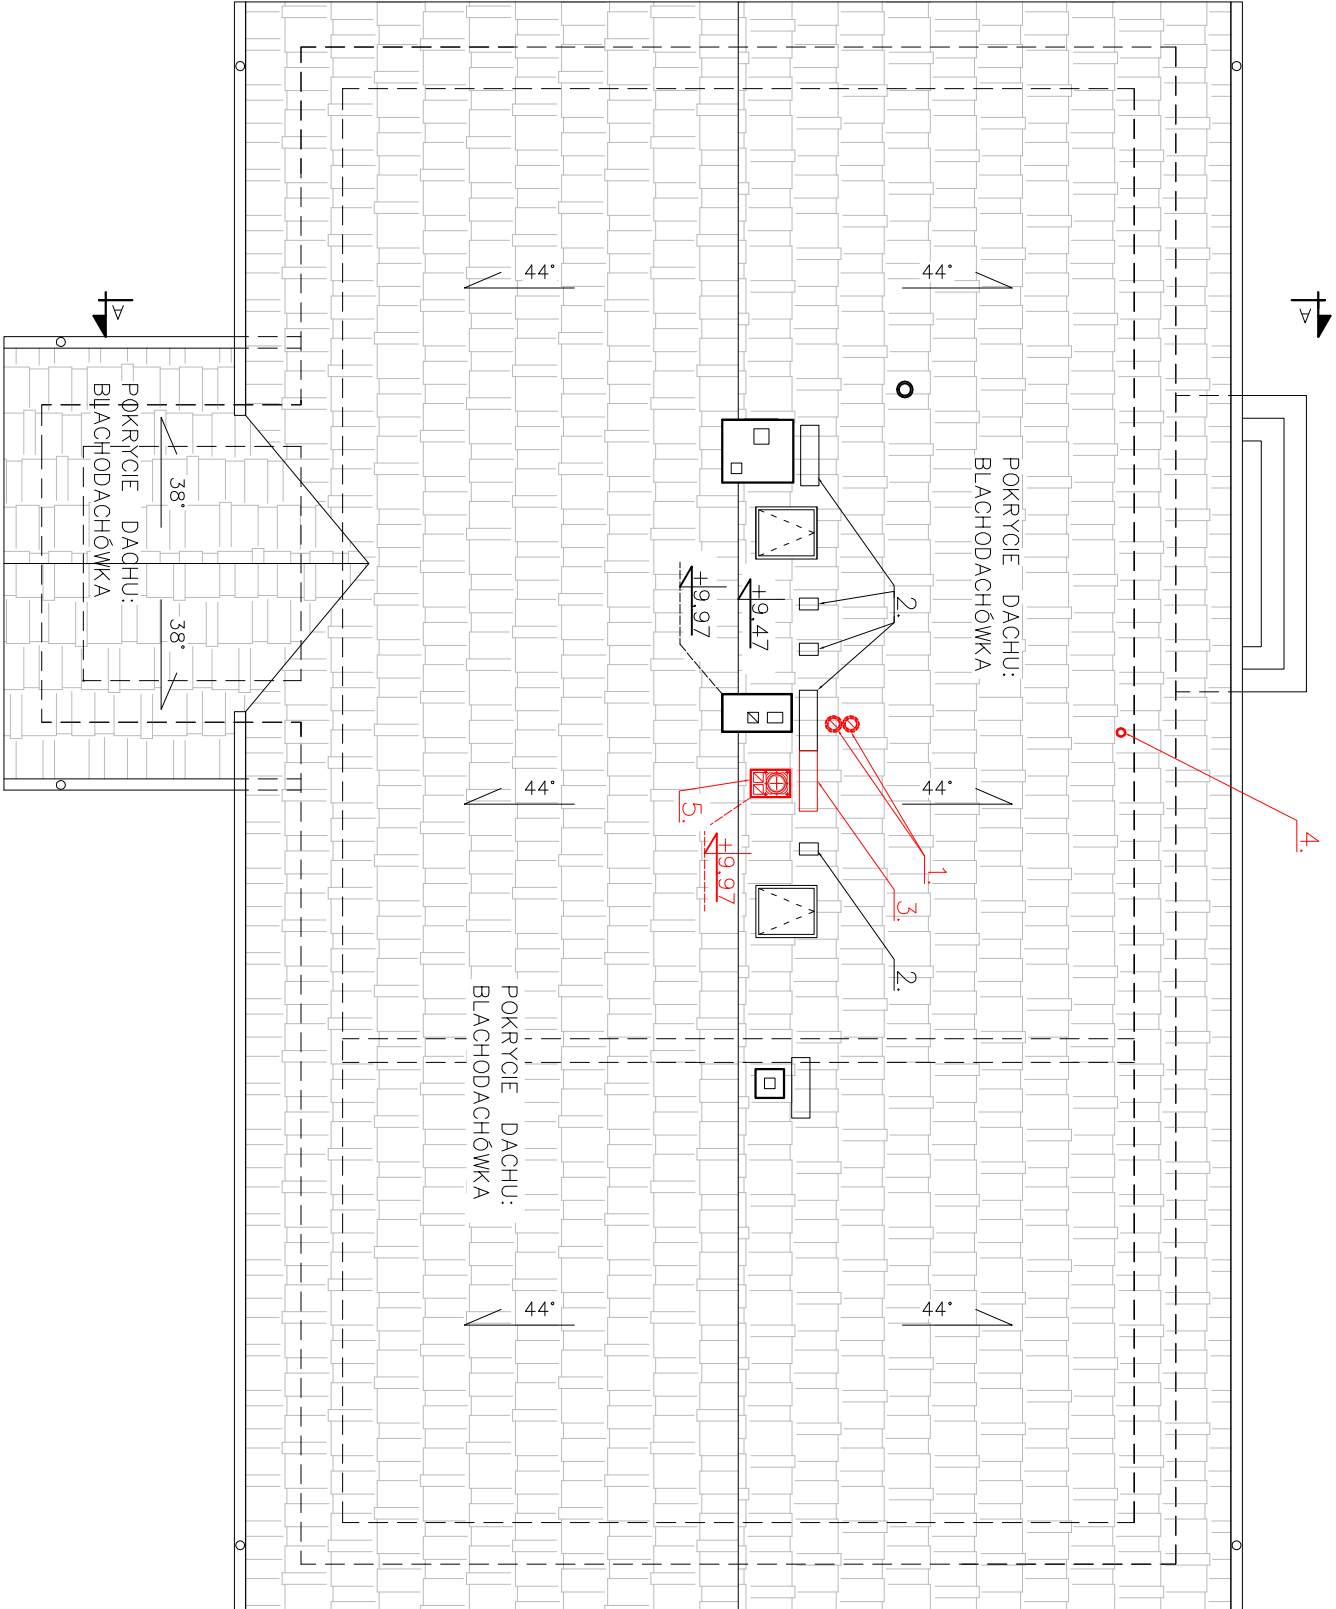 A
A
44°
44°
POKRYCIE DACHU:
BLACHODACHÓWKA
38°
38°
POKRYCIE DACHU:
BLACHODACHÓWKA
2.
+9,47
+9,97
44°
44°
4.
5.
+9,97
1.
3.
2.
POKRYCIE DACHU:
BLACHODACHÓWKA
44°
44°